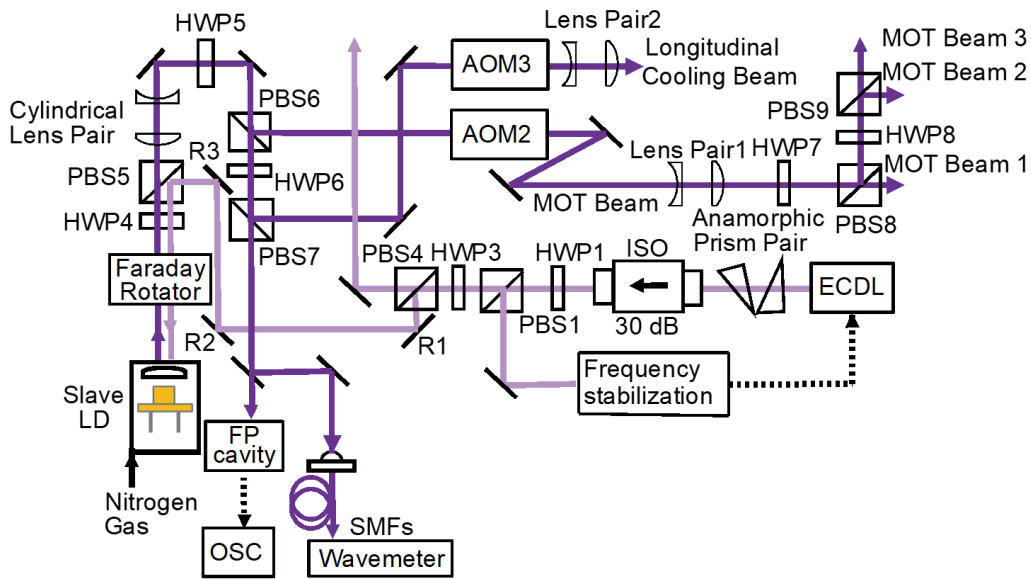 HWP5
Lens Pair2
Longitudinal
Cooling Beam
AOM3
MOT Beam 3
MOT Beam 2
Cylindrical
Lens Pair
PBS6
PBS9
AOM2
HWP8
R3
PBS5
HWP6
Lens Pair1
HWP7
MOT Beam 1
HWP4
MOT Beam
PBS8
PBS7
Anamorphic
Prism Pair
Faraday
Rotator
PBS4
HWP3
HWP1
ISO
ECDL
R2
R1
PBS1
30 dB
Slave
LD
Frequency
stabilization
FP
cavity
Nitrogen
Gas
SMFs
OSC
Wavemeter